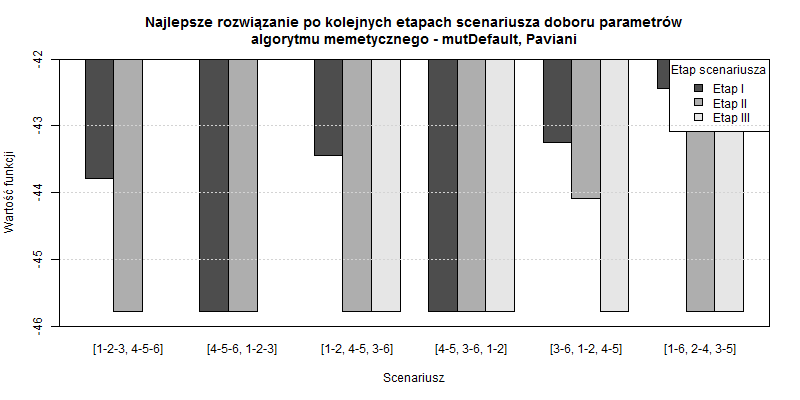 Najlepsze rozwiązanie po kolejnych etapach scenariusza doboru parametrów
algorytmu memetycznego - mutDefault, Paviani
Wartość funkcji
-42
-43
-44
-45
-46
Etap scenariusza
Etap I
Etap II
Etap III
[1-2-3, 4-5-6]
[4-5-6, 1-2-3]
[1-2, 4-5, 3-6]
[4-5, 3-6, 1-2]
[3-6, 1-2, 4-5]
[1-6, 2-4, 3-5]
Scenariusz